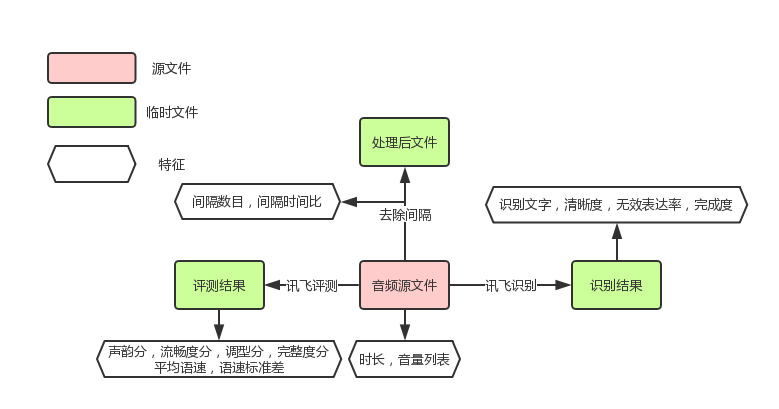 源文件
临时文件
特征
处理后文件
间隔数目，间隔时间比
去除间隔
识别文字，清晰度，无效表达率，完成度
评测结果
讯飞评测
音频源文件
讯飞识别
识别结果
声韵分，流畅度分，调型分，完整度分
平均语速，语速标准差
时长，音量列表